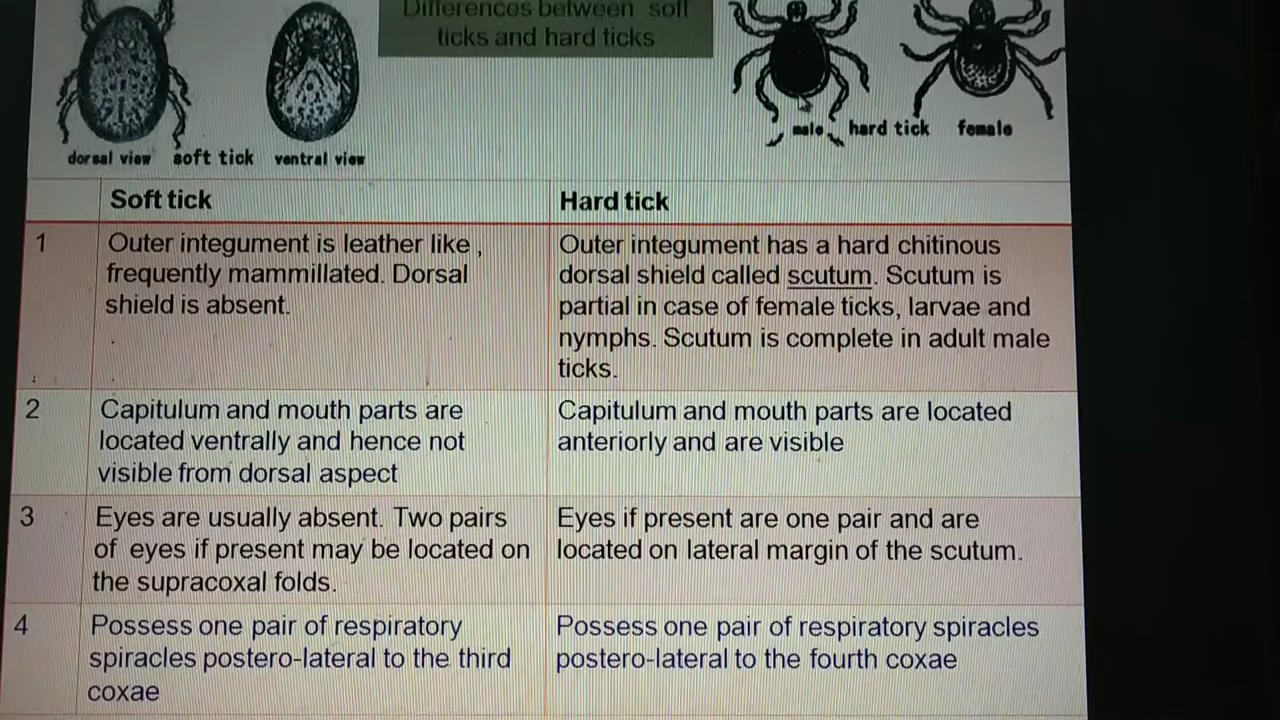 Differences between soft
ticks and hard ticks
dorsal view soft tick ventral view
male hard tick female
Soft tick Hard tick
1
Outer integument is leather like ,
frequently mammillated. Dorsal
shield is absent.
Outer integument has a hard chitinous
dorsal shield called scutum. Scutum is
partial in case of female ticks, larvae and
nymphs. Scutum is complete in adult male
ticks.
2
Capitulum and mouth parts are
located ventrally and hence not
visible from dorsal aspect
Capitulum and mouth parts are located
anteriorly and are visible
3
Eyes are usually absent. Two pairs
of eyes if present may be located on
the supracoxal folds.
Eyes if present are one pair and are
located on lateral margin of the scutum.
4
Possess one pair of respiratory
spiracles postero-lateral to the third
coxae
Possess one pair of respiratory spiracles
postero-lateral to the fourth coxae